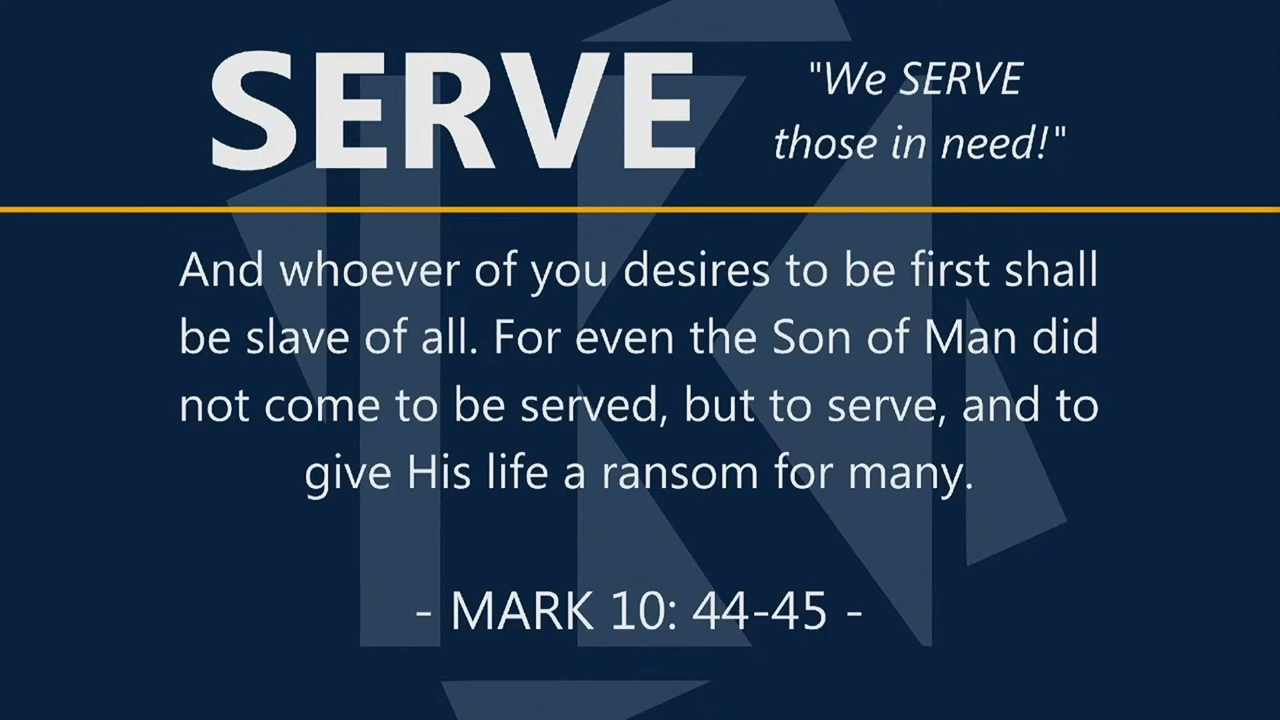 SERVE
"We SERVE
those in need!"
And whoever of you desires to be first shall
be slave of all. For even the Son of Man did
not come to be served, but to serve, and to
give His life a ransom for many.
- MARK 10: 44-45 -